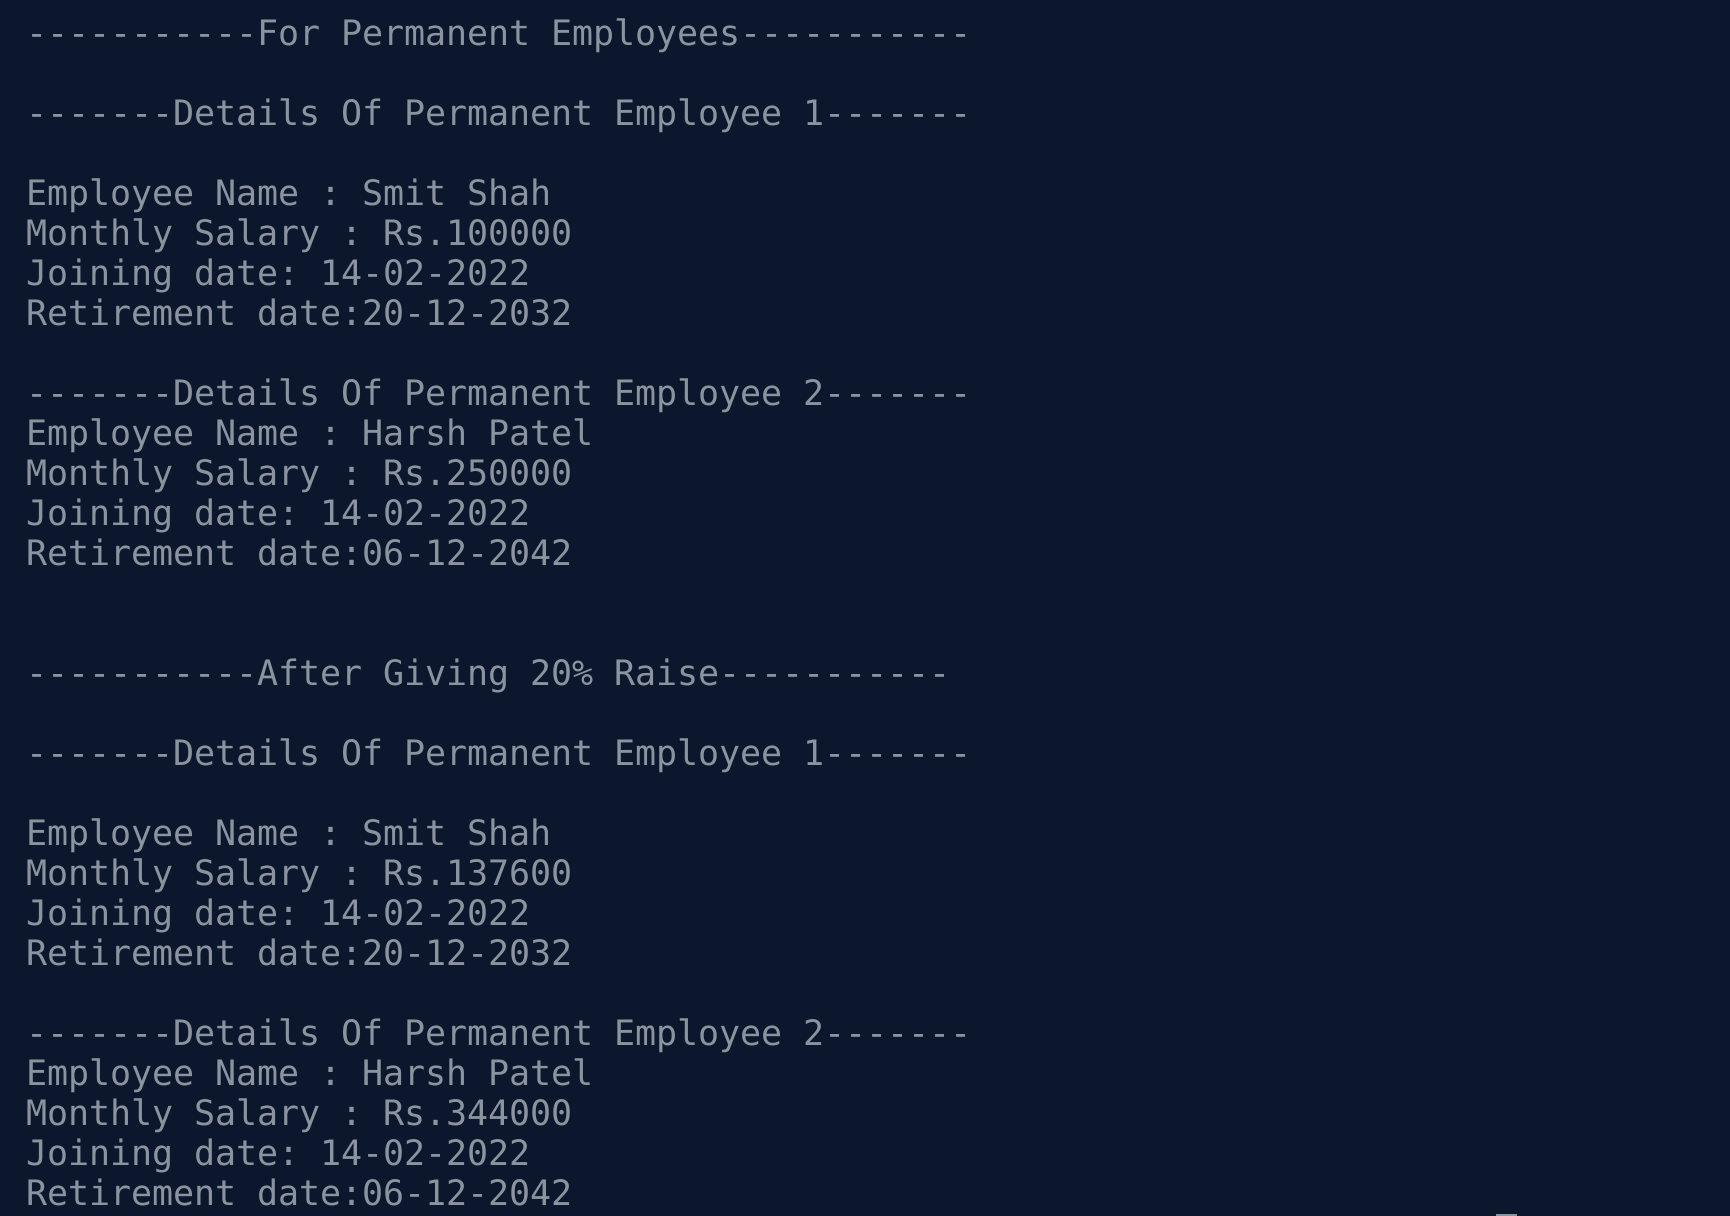 -----------For Permanent Employees-----------
-------Details Of Permanent Employee 1-------
Employee Name : Smit Shah
Monthly Salary : Rs.100000
Joining date: 14-02-2022
Retirement date:20-12-2032
-------Details Of Permanent Employee 2-------
Employee Name : Harsh Patel
Monthly Salary : Rs.250000
Joining date: 14-02-2022
Retirement date:06-12-2042
-----------After Giving 20% Raise-----------
-------Details Of Permanent Employee 1-------
Employee Name : Smit Shah
Monthly Salary : Rs.137600
Joining date: 14-02-2022
Retirement date:20-12-2032
-------Details Of Permanent Employee 2-------
Employee Name : Harsh Patel
Monthly Salary : Rs.344000
Joining date: 14-02-2022
Retirement date:06-12-2042